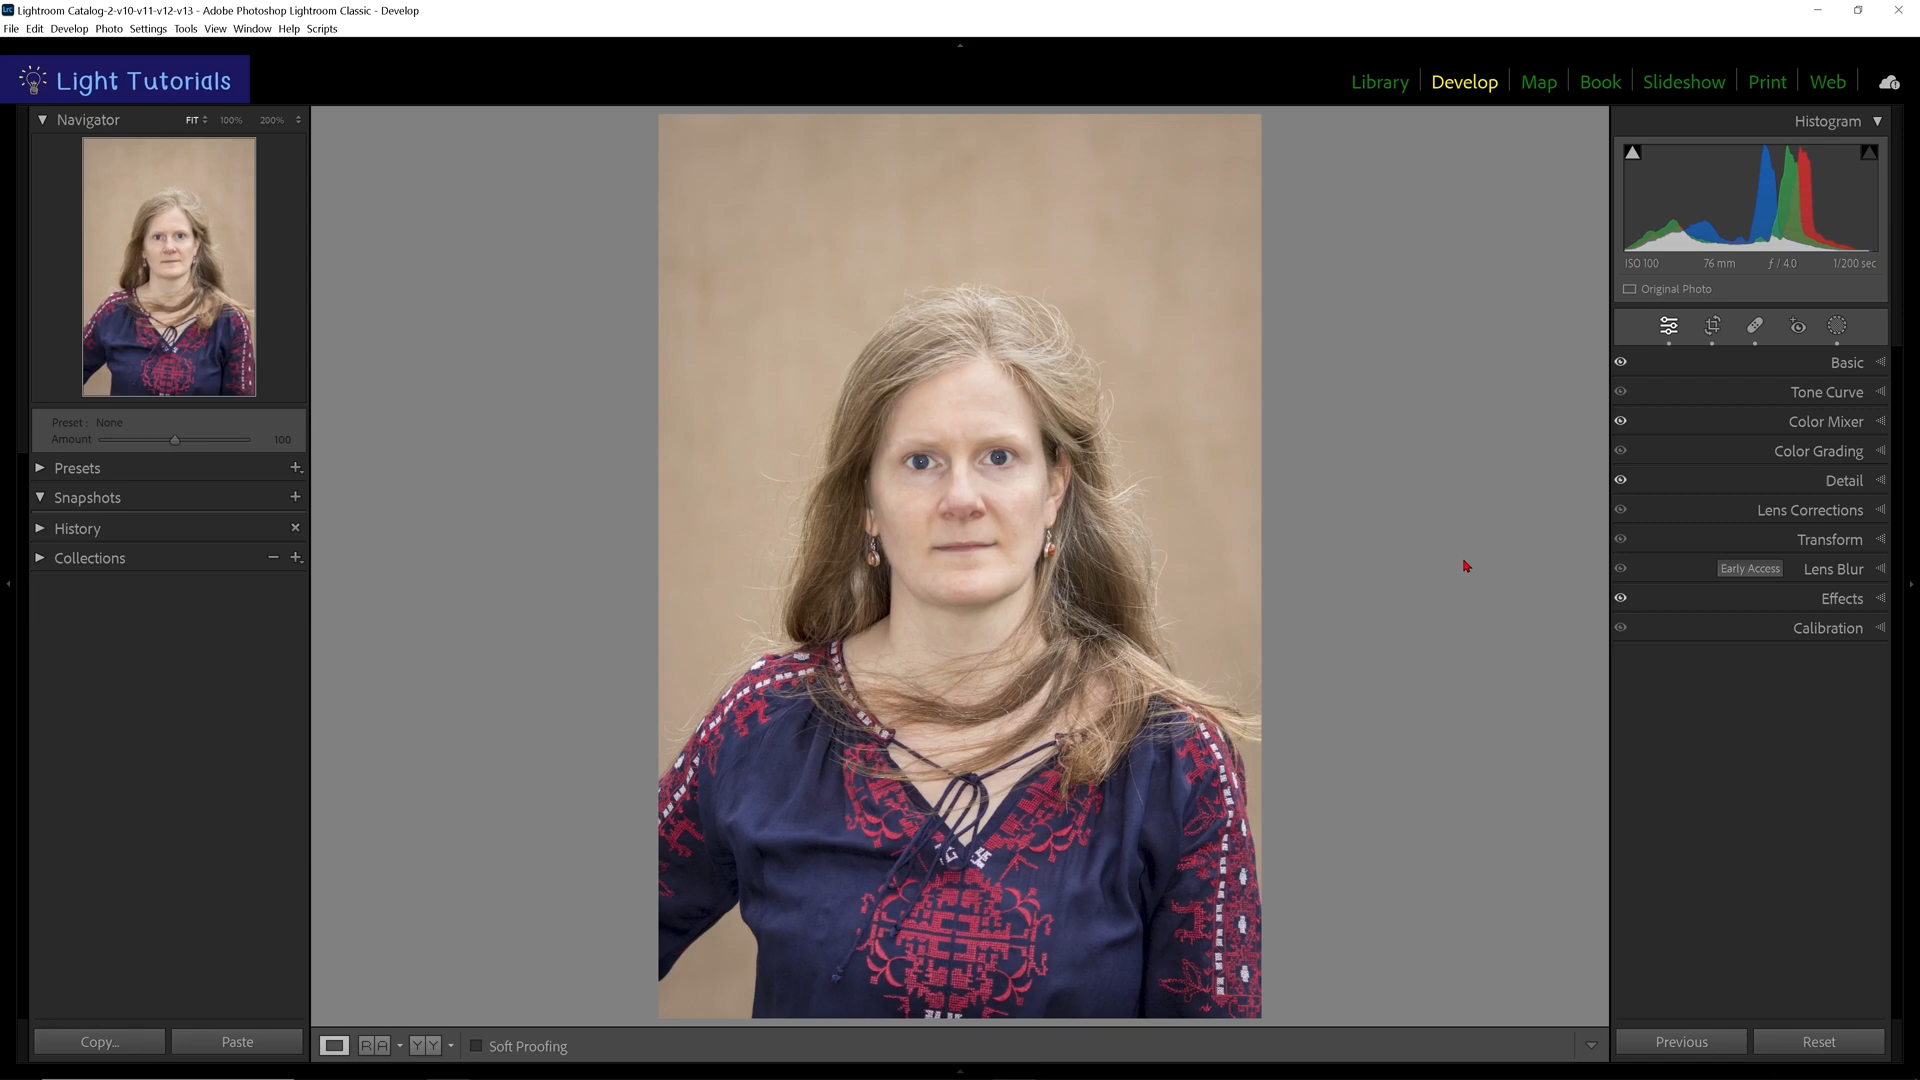 Lightroom Catalog-2-v10-v11-v12-v13 - Adobe Photoshop Lightroom Classic - Develop
File Edit Develop Photo Settings Tools View Window Help Scripts
Light Tutorials
Library Develop Map Book Slideshow Print Web
Navigator FIT 100% 200%
Preset : None
Amount 100
Presets
Snapshots
History
Collections
Copy... Paste
R A Y Y Soft Proofing
Histogram
ISO 100 76 mm ƒ / 4.0 1/200 sec
Original Photo
Basic
Tone Curve
Color Mixer
Color Grading
Detail
Lens Corrections
Transform
Early Access Lens Blur
Effects
Calibration
Previous Reset